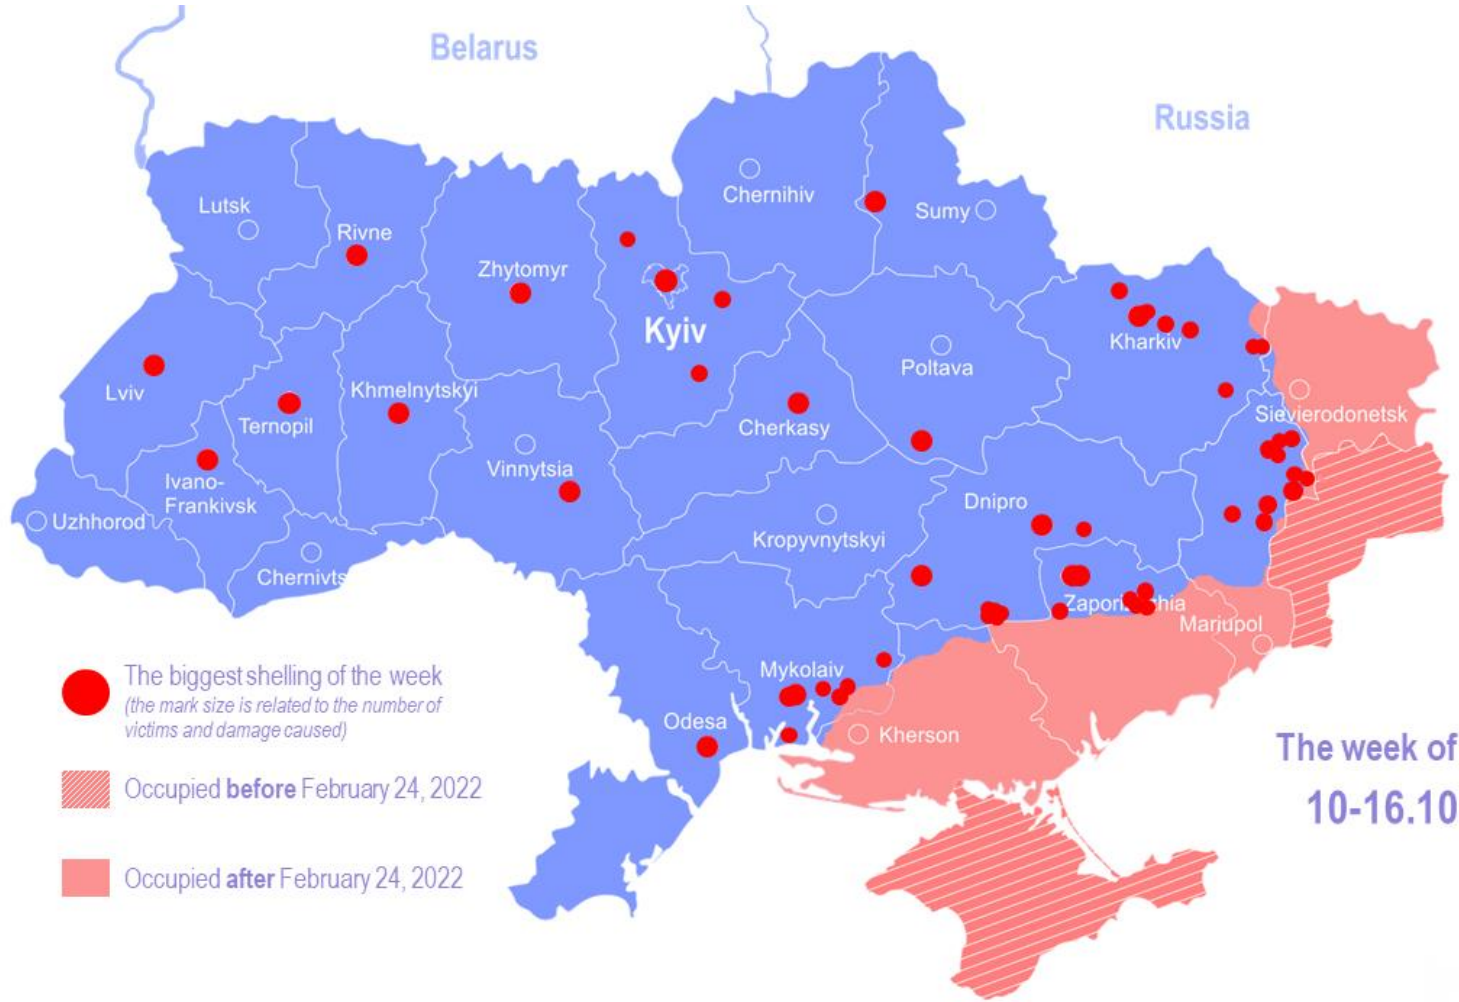 Belarus
Russia
Chernihiv
Lutsk
Sumy
Rivne
Zhytomyr
Kyiv
Kharkiv
Poltava
Lviv
Khmelnytskyi
Sievierodonetsk
Ternopil
Cherkasy
Vinnytsia
Ivano-
Frankivsk
Dnipro
Uzhhorod
Kropyvnytskyi
Chernivts
Mariupol
Mykolaiv
Odesa
Kherson
The biggest shelling of the week
(the mark size is related to the number of
victims and damage caused)
Occupied before February 24, 2022
Occupied after February 24, 2022
The week of
10-16.10